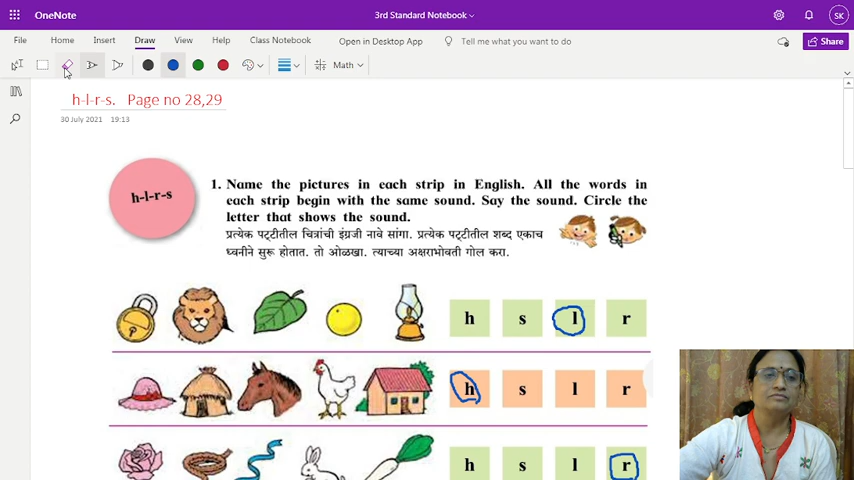 OneNote
3rd Standard Notebook
SK
File Home Insert Draw View Help Class Notebook Open in Desktop App Tell me what you want to do Share
Math
h-l-r-s. Page no 28,29
30 July 2021 19:13
h-l-r-s
1. Name the pictures in each strip in English. All the words in
each strip begin with the same sound. Say the sound. Circle the
letter that shows the sound.
प्रत्येक पट्टीतील चित्रांची इंग्रजी नावे सांगा. प्रत्येक पट्टीतील शब्द एकाच
ध्वनीने सुरू होतात. तो ओळखा. त्याच्या अक्षराभोवती गोल करा.
h s l r
h s l r
h s l r